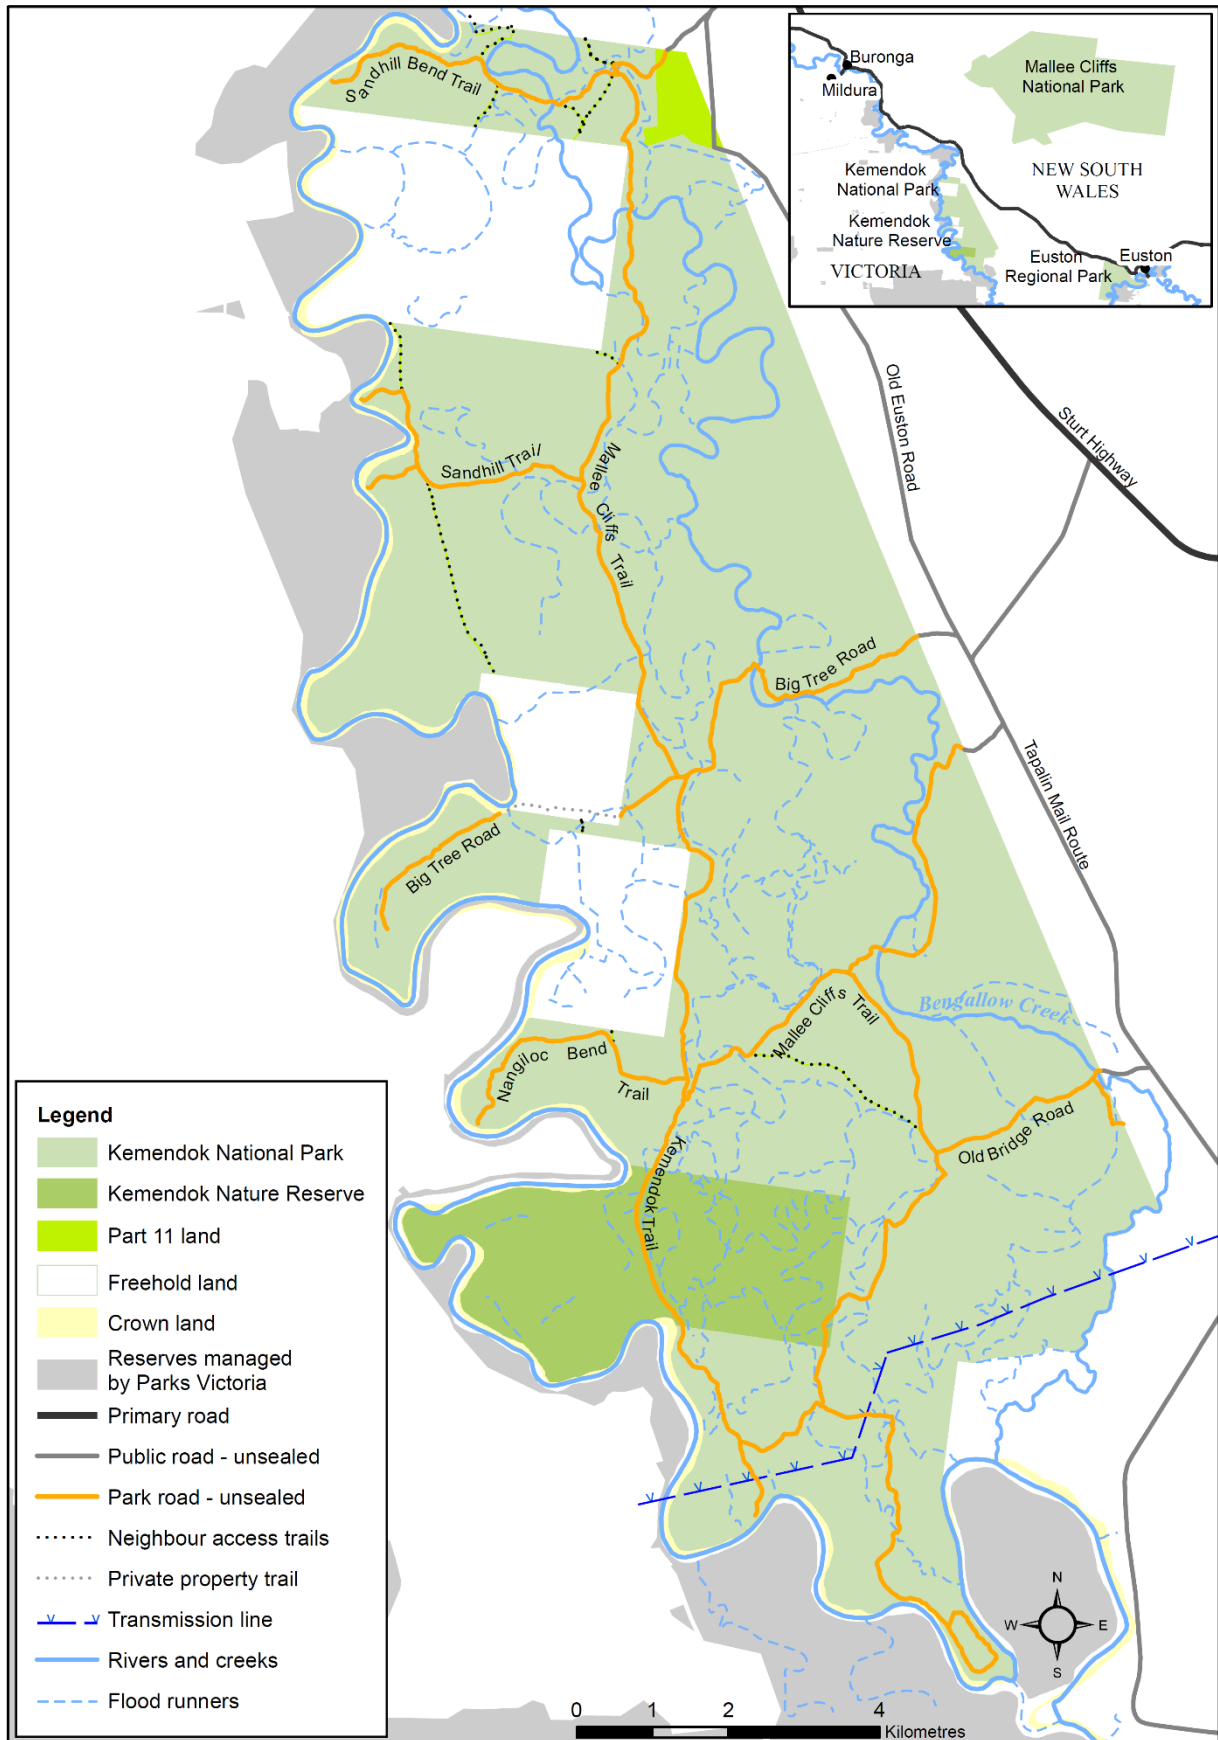 Buronga
Mildura
Mallee Cliffs
National Park
Kemendok
National Park
NEW SOUTH
WALES
Kemendok
Nature Reserve
VICTORIA
Euston
Regional Park
Euston
Sandhill Bend Trail
Old Euston Road
Sturt Highway
Sandhill Trail
Mallee Cliffs Trail
Big Tree Road
Tapalin Mail Route
Big Tree Road
Bengallow Creek
Mallee Cliffs Trail
Nangiloc Bend Trail
Old Bridge Road
Kemendok Trail
Legend
Kemendok National Park
Kemendok Nature Reserve
Part 11 land
Freehold land
Crown land
Reserves managed
by Parks Victoria
Primary road
Public road - unsealed
Park road - unsealed
Neighbour access trails
Private property trail
Transmission line
Rivers and creeks
Flood runners
N
W E
S
0 1 2 4
Kilometres